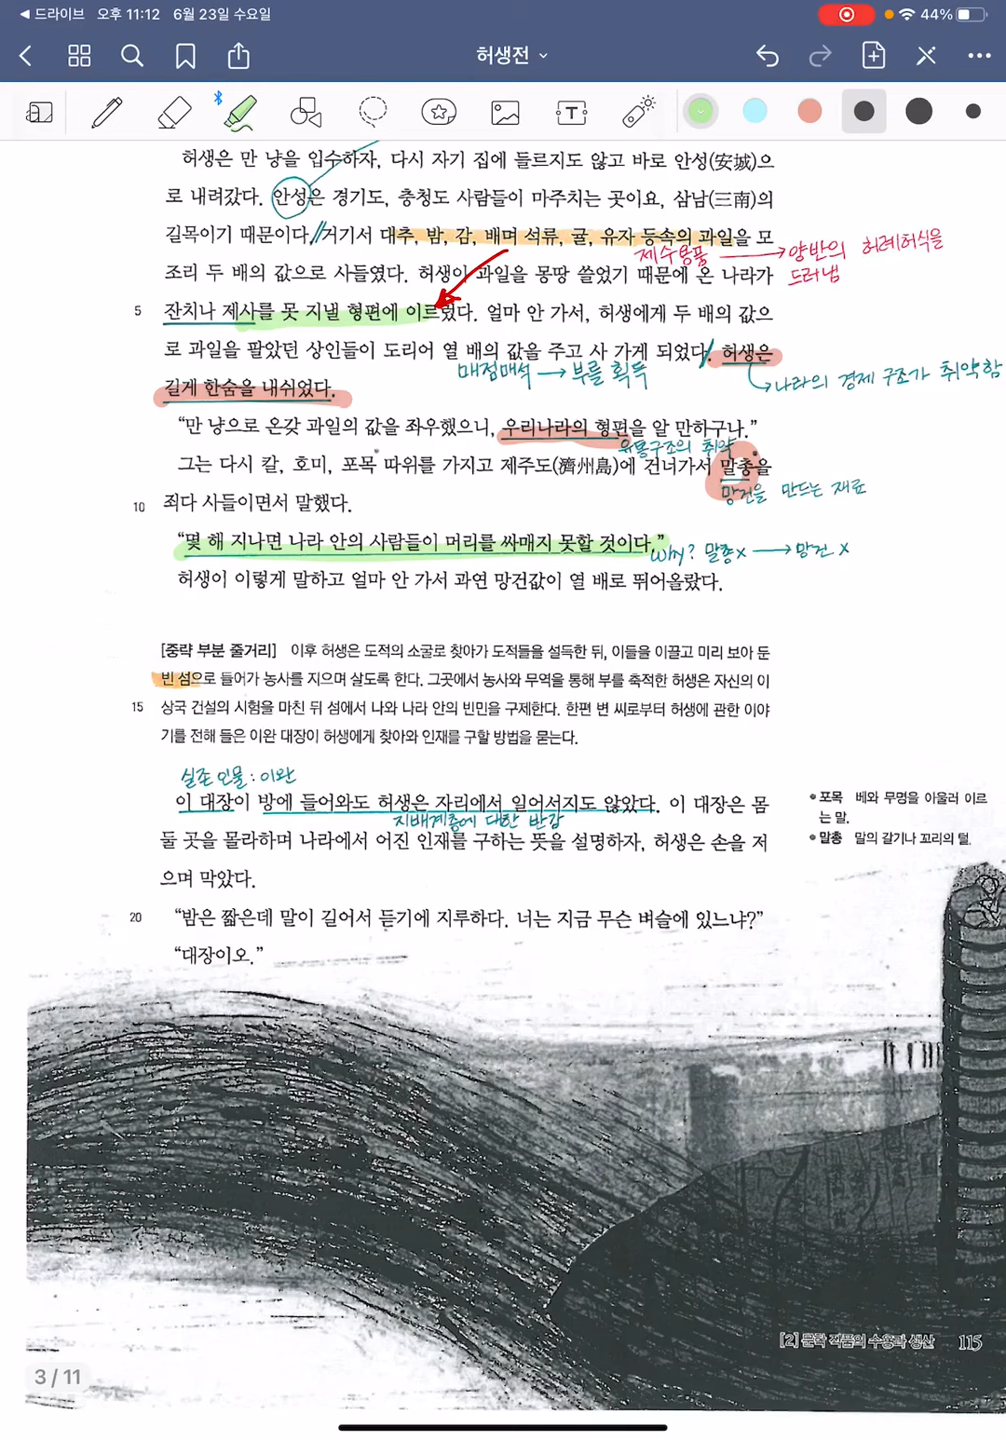 드라이브 오후 11:12 6월 23일 수요일 44%
허생전
허생은 만 냥을 입수하자, 다시 자기 집에 들르지도 않고 바로 안성(安城)으
로 내려갔다. 안성은 경기도, 충청도 사람들이 마주치는 곳이요, 삼남(三南)의
길목이기 때문이다. 거기서 대추, 밤, 감, 배며 석류, 귤, 유자 등속의 과일을 모
제수용품 → 양반의 허례허식을
드러냄
조리 두 배의 값으로 사들였다. 허생이 과일을 몽땅 쓸었기 때문에 온 나라가
5 잔치나 제사를 못 지낼 형편에 이르렀다. 얼마 안 가서, 허생에게 두 배의 값으
로 과일을 팔았던 상인들이 도리어 열 배의 값을 주고 사 가게 되었다. 허생은
매점매석 → 부를 획득
나라의 경제 구조가 취약함
길게 한숨을 내쉬었다.
“만 냥으로 온갖 과일의 값을 좌우했으니, 우리나라의 형편을 알 만하구나.”
유통구조의 취약
그는 다시 칼, 호미, 포목 따위를 가지고 제주도(濟州島)에 건너가서 말총을
망건을 만드는 재료
10 죄다 사들이면서 말했다.
“몇 해 지나면 나라 안의 사람들이 머리를 싸매지 못할 것이다.”
why? 말총x → 망건 x
허생이 이렇게 말하고 얼마 안 가서 과연 망건값이 열 배로 뛰어올랐다.
[중략 부분 줄거리] 이후 허생은 도적의 소굴로 찾아가 도적들을 설득한 뒤, 이들을 이끌고 미리 보아 둔
빈 섬으로 들어가 농사를 지으며 살도록 한다. 그곳에서 농사와 무역을 통해 부를 축적한 허생은 자신의 이
15 상국 건설의 시험을 마친 뒤 섬에서 나와 나라 안의 빈민을 구제한다. 한편 변 씨로부터 허생에 관한 이야
기를 전해 들은 이완 대장이 허생에게 찾아와 인재를 구할 방법을 묻는다.
실존 인물 : 이완
이 대장이 방에 들어와도 허생은 자리에서 일어서지도 않았다. 이 대장은 몸
지배계층에 대한 반감
둘 곳을 몰라하며 나라에서 어진 인재를 구하는 뜻을 설명하자, 허생은 손을 저
으며 막았다.
20 “밤은 짧은데 말이 길어서 듣기에 지루하다. 너는 지금 무슨 벼슬에 있느냐?”
“대장이오.”
포목 베와 무명을 아울러 이르
는 말.
말총 말의 갈기나 꼬리의 털.
[2] 문학 작품의 수용과 생산 115
3 / 11